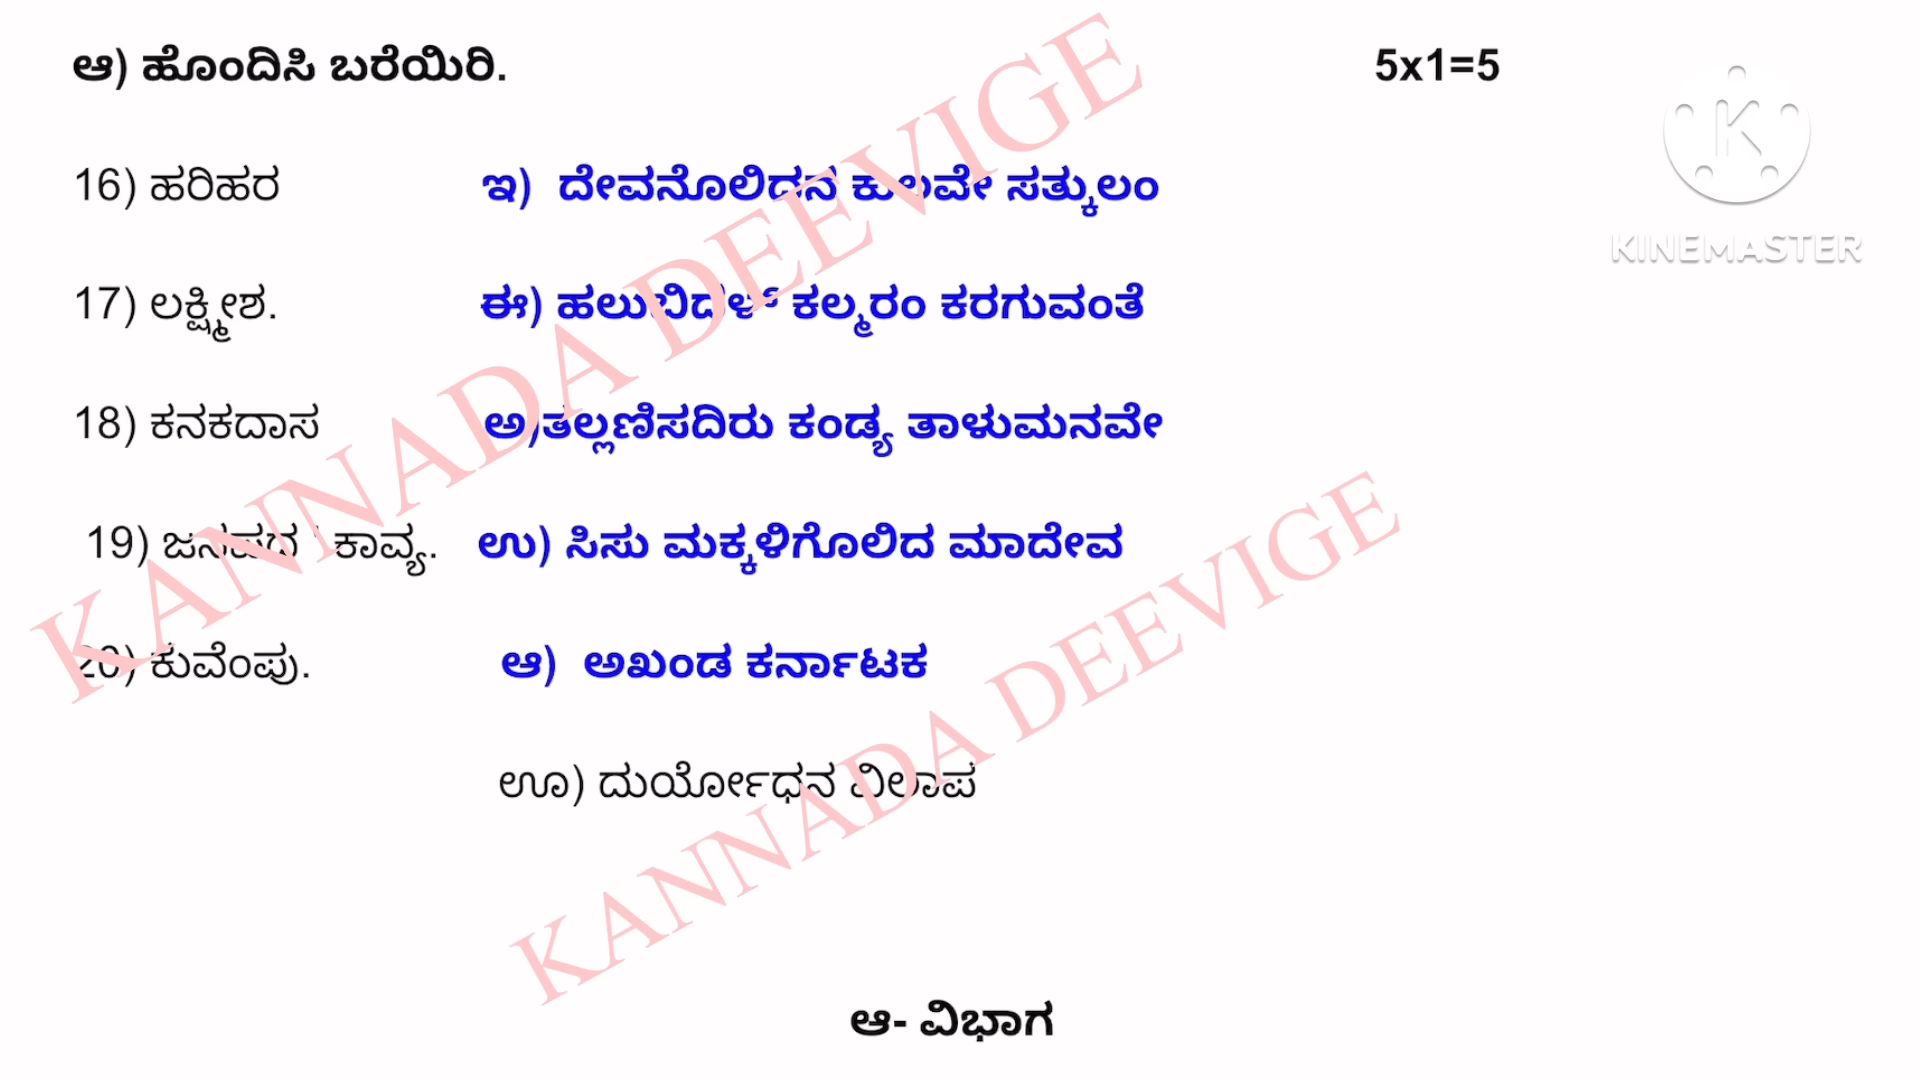 ಆ) ಹೊಂದಿಸಿ ಬರೆಯಿರಿ. 5x1=5
16) ಹರಿಹರ ಇ) ದೇವನೊಲಿದನ ಕುಲವೇ ಸತ್ಕುಲಂ
17) ಲಕ್ಷ್ಮೀಶ. ಈ) ಹಲುಬಿದಳ್ ಕಲ್ಮರಂ ಕರಗುವಂತೆ
18) ಕನಕದಾಸ ಅ)ತಲ್ಲಣಿಸದಿರು ಕಂಡ್ಯ ತಾಳುಮನವೇ
19) ಜನಪದ ಕಾವ್ಯ. ಉ) ಸಿಸು ಮಕ್ಕಳಿಗೊಲಿದ ಮಾದೇವ
20) ಕುವೆಂಪು. ಆ) ಅಖಂಡ ಕರ್ನಾಟಕ
ಊ) ದುರ್ಯೋಧನ ವಿಲಾಪ
ಆ- ವಿಭಾಗ
KANNADA DEEVIGE
KANNADA DEEVIGE
KINEMASTER